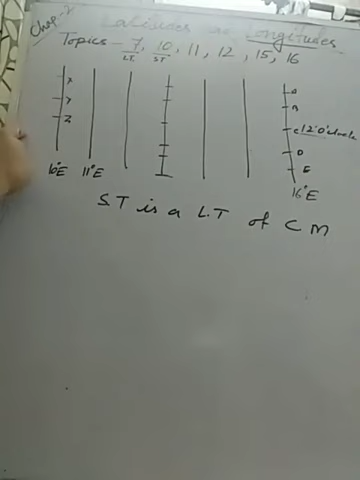 Chap-2
Latitudes and Longitudes
Topics - 7, 10, 11, 12, 15, 16
L.T. S.T
x
y
z
A
B
C 12:0'clock
D
E
10°E 11°E 16°E
S.T is a L.T of C M